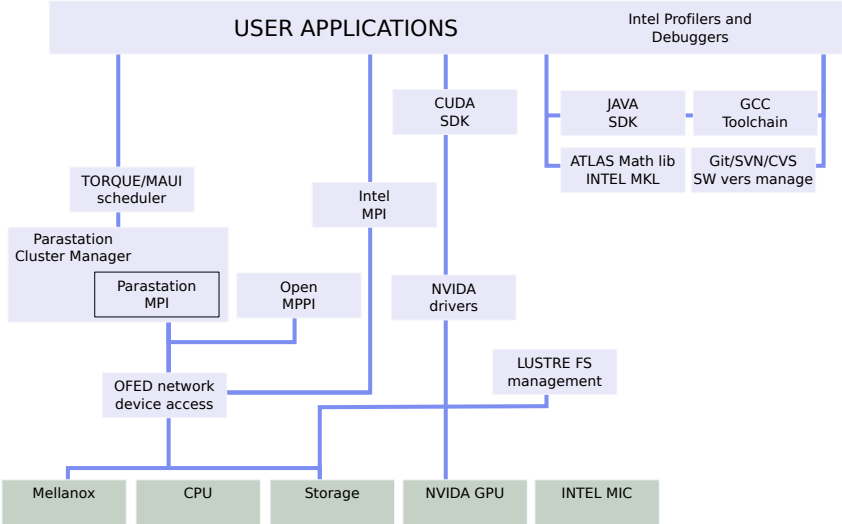 USER APPLICATIONS
Intel Profilers and
Debuggers
CUDA
SDK
JAVA
SDK
GCC
Toolchain
ATLAS Math lib
INTEL MKL
Git/SVN/CVS
SW vers manage
TORQUE/MAUI
scheduler
Intel
MPI
Parastation
Cluster Manager
Parastation
MPI
Open
MPPI
NVIDA
drivers
LUSTRE FS
management
OFED network
device access
Mellanox
CPU
Storage
NVIDA GPU
INTEL MIC